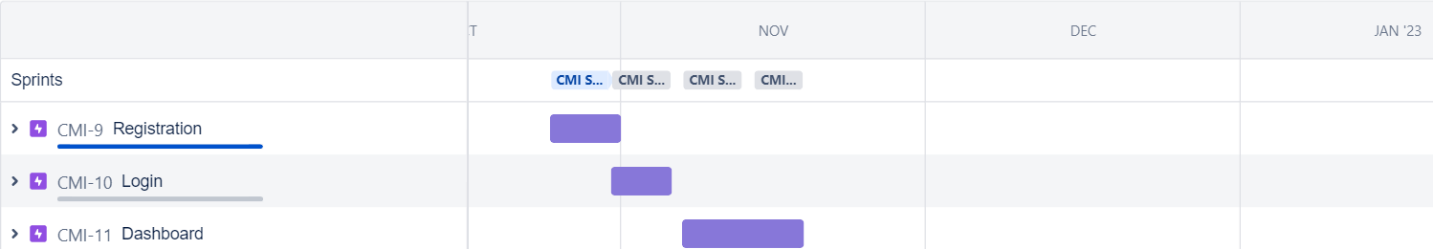 T NOV DEC JAN '23
Sprints CMI S... CMI S... CMI S... CMI...
CMI-9 Registration
CMI-10 Login
CMI-11 Dashboard